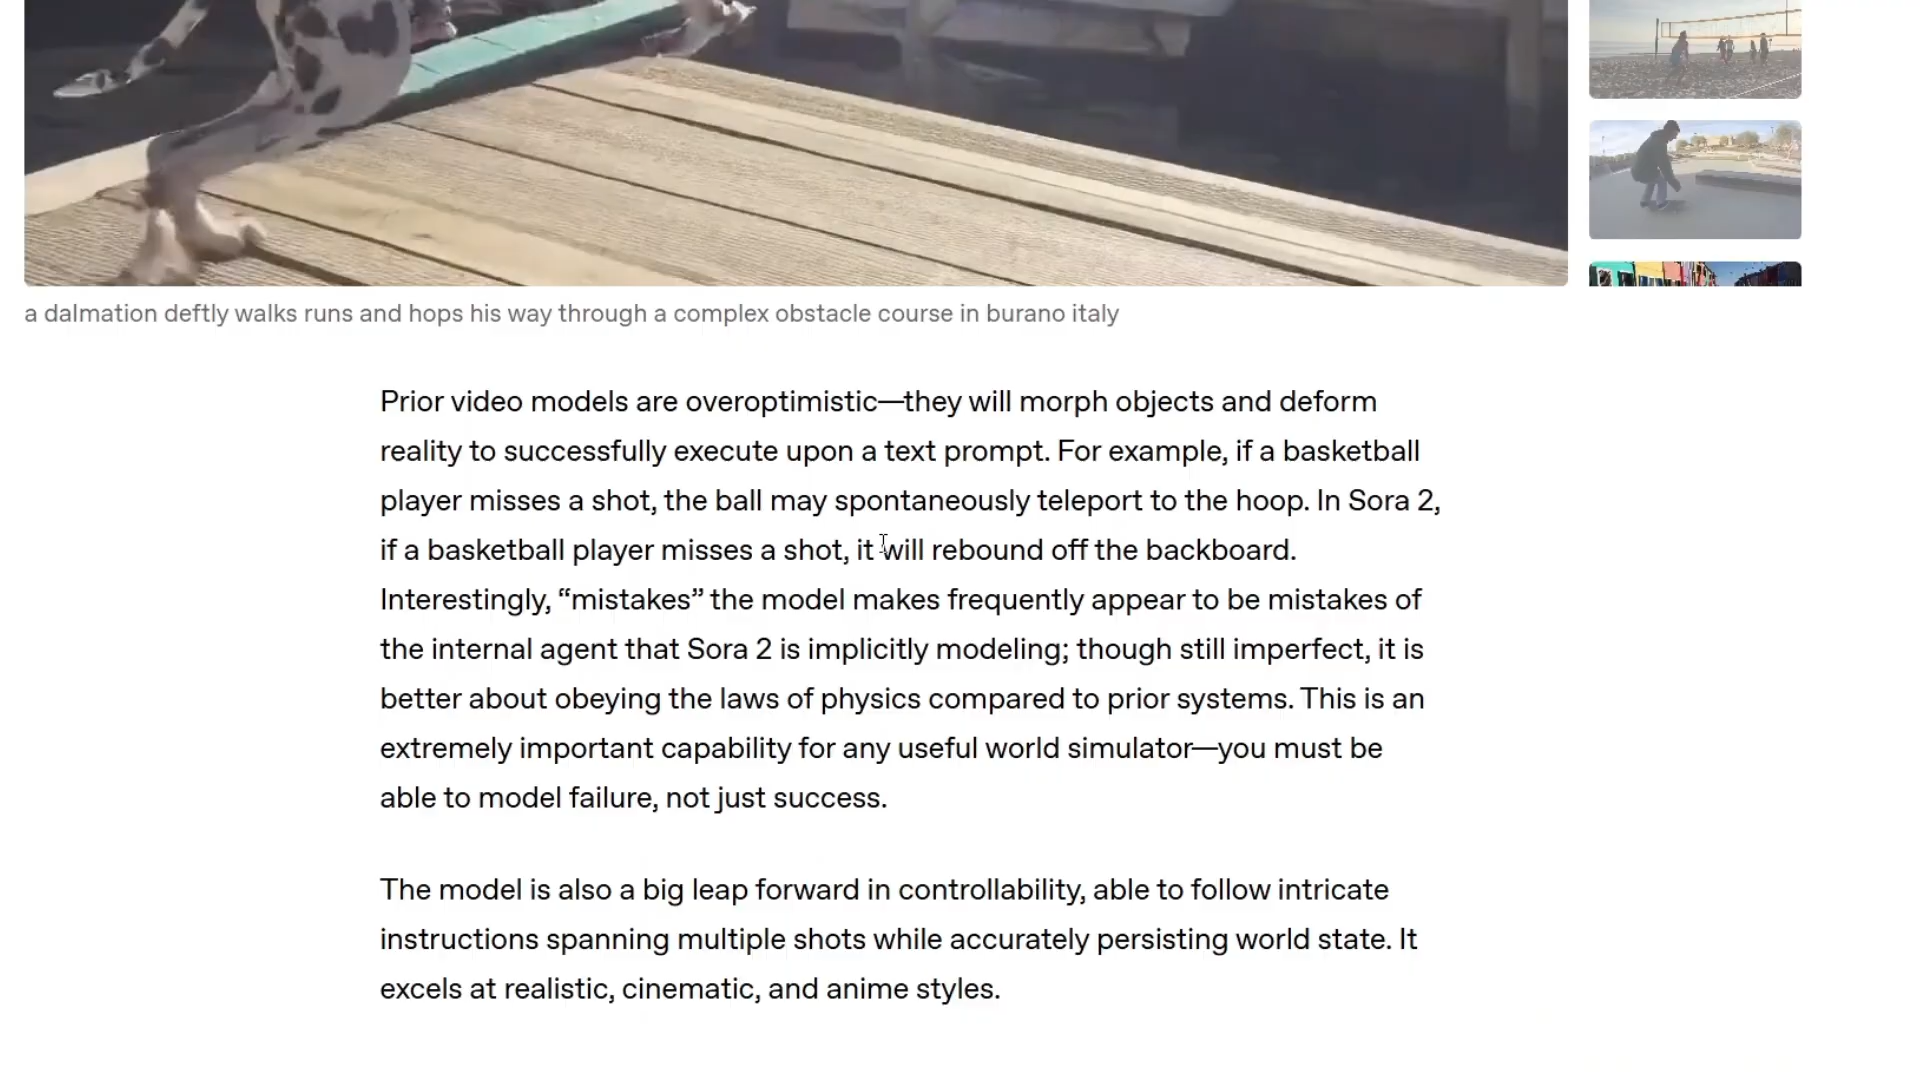 a dalmation deftly walks runs and hops his way through a complex obstacle course in burano italy
Prior video models are overoptimistic—they will morph objects and deform
reality to successfully execute upon a text prompt. For example, if a basketball
player misses a shot, the ball may spontaneously teleport to the hoop. In Sora 2,
if a basketball player misses a shot, it will rebound off the backboard.
Interestingly, “mistakes” the model makes frequently appear to be mistakes of
the internal agent that Sora 2 is implicitly modeling; though still imperfect, it is
better about obeying the laws of physics compared to prior systems. This is an
extremely important capability for any useful world simulator—you must be
able to model failure, not just success.
The model is also a big leap forward in controllability, able to follow intricate
instructions spanning multiple shots while accurately persisting world state. It
excels at realistic, cinematic, and anime styles.